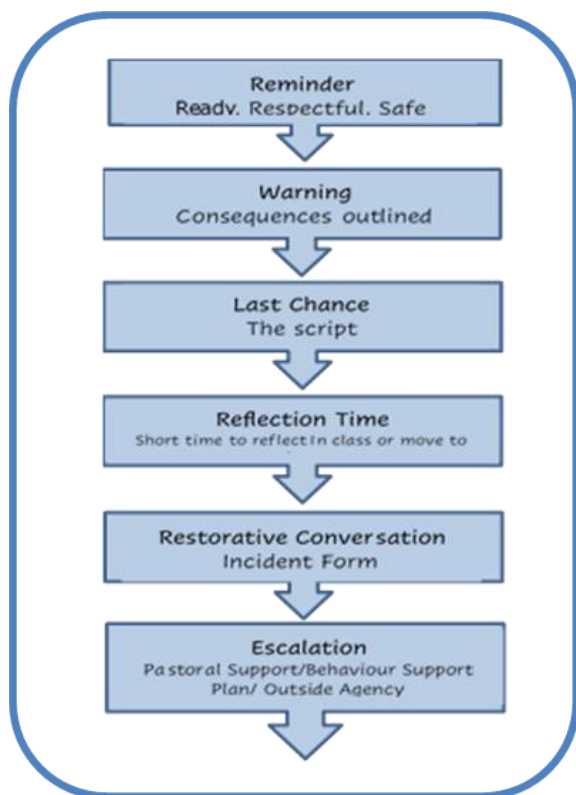 Reminder
Ready. Respectful. Safe
Warning
Consequences outlined
Last Chance
The script
Reflection Time
Short time to reflect in class or move to
Restorative Conversation
Incident Form
Escalation
Pastoral Support/Behaviour Support
Plan/ Outside Agency